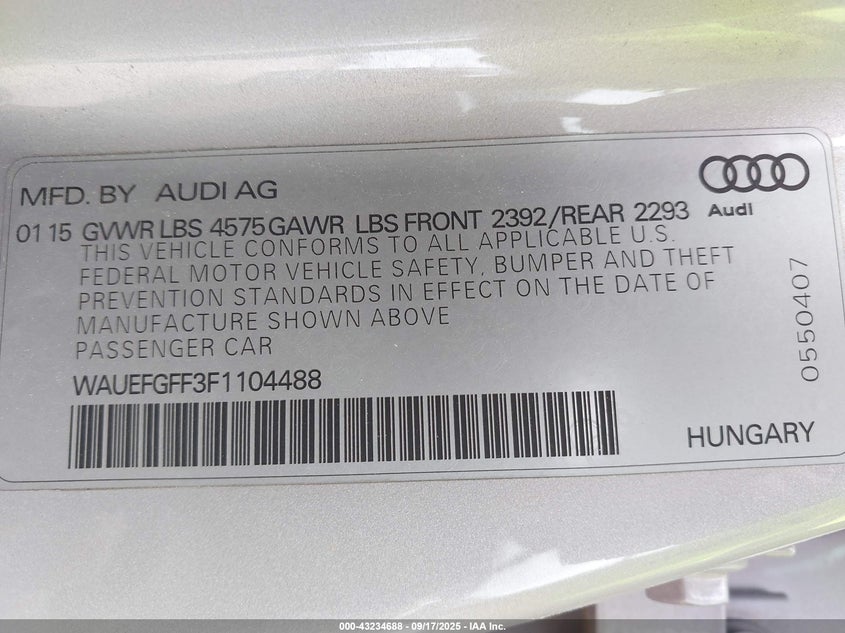 MFD. BY AUDI AG
01 15 GVWR LBS 4575 GAWR LBS FRONT 2392/REAR 2293
Audi
THIS VEHICLE CONFORMS TO ALL APPLICABLE U.S.
FEDERAL MOTOR VEHICLE SAFETY, BUMPER AND THEFT
PREVENTION STANDARDS IN EFFECT ON THE DATE OF
MANUFACTURE SHOWN ABOVE
PASSENGER CAR
WAUEFGFF3F1104488
0550407
HUNGARY
000-43234688 - 09/17/2025 - IAA Inc.